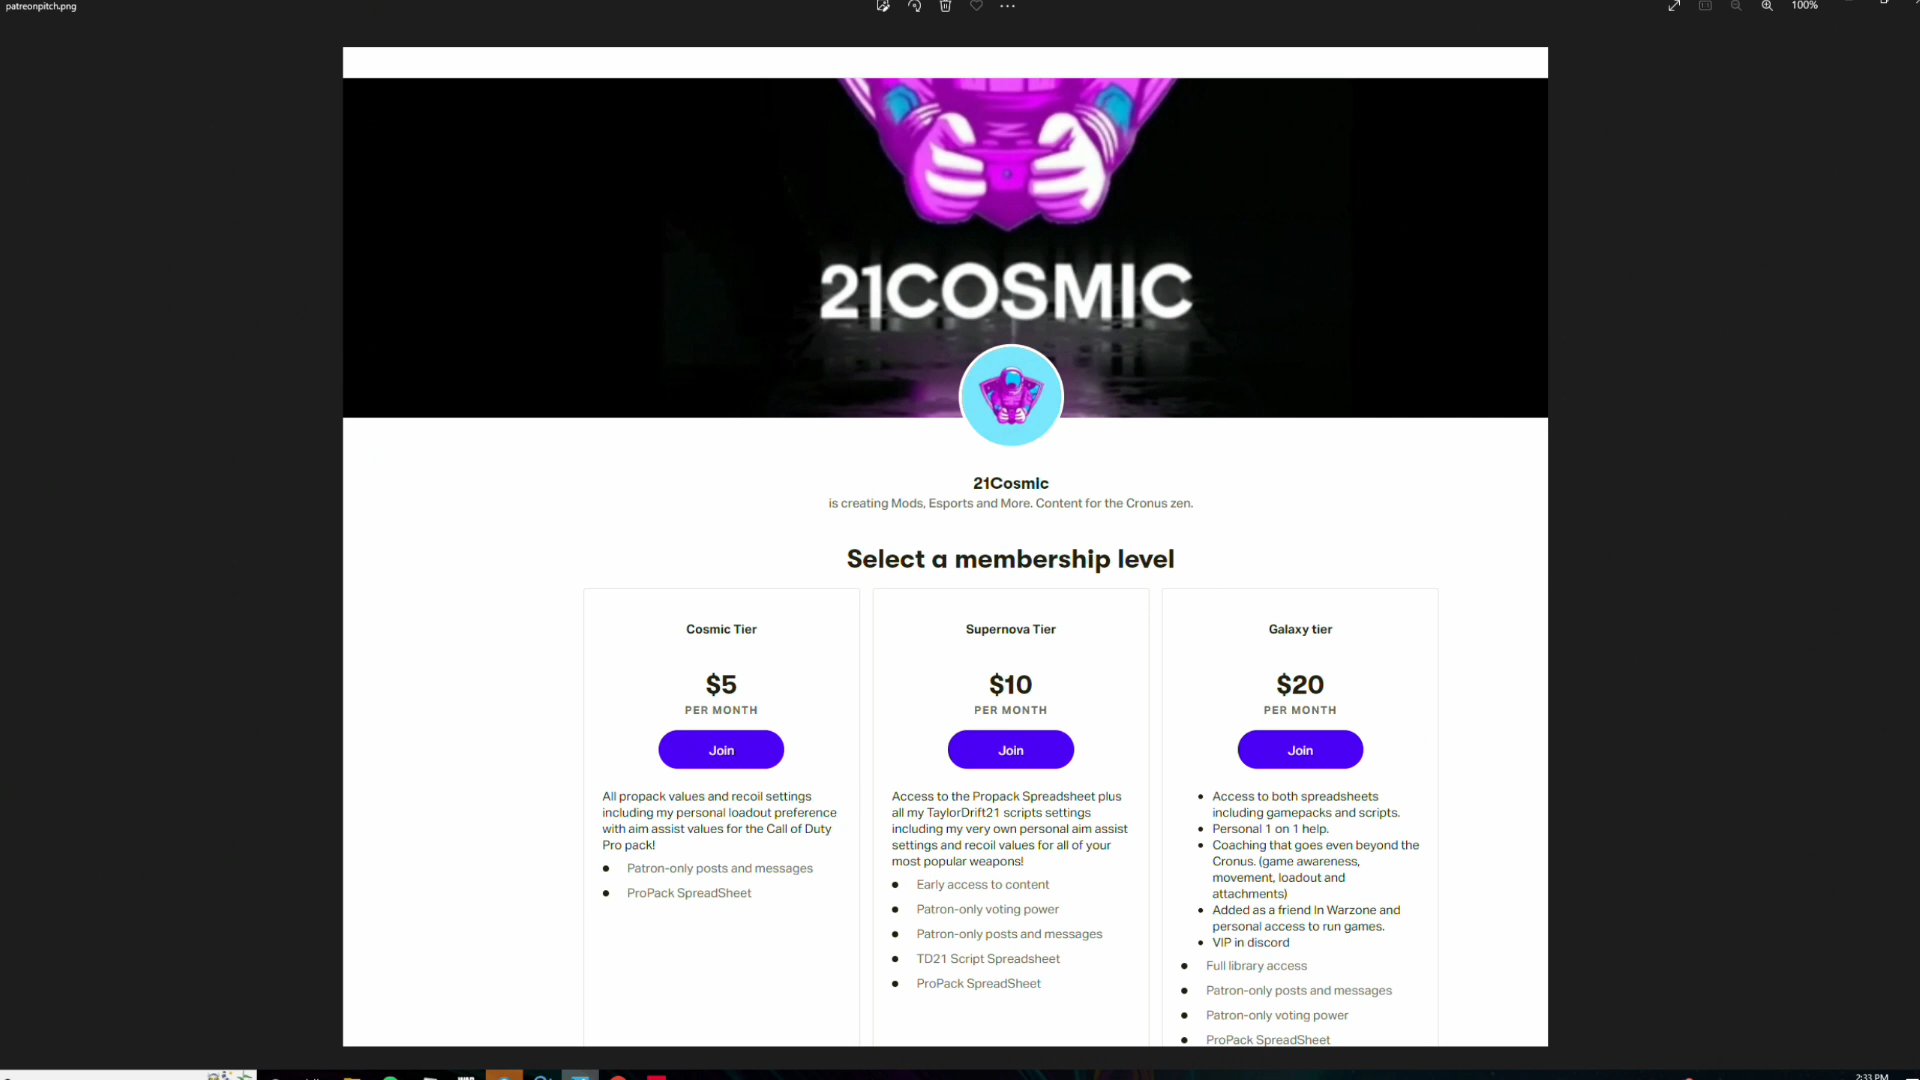 patreonpitch.png
100%
21COSMIC
21CosmIc
is creating Mods, Esports and More. Content for the Cronus zen.
Select a membership level
Cosmic Tier
$5
PER MONTH
Join
All propack values and recoil settings
including my personal loadout preference
with aim assist values for the Call of Duty
Pro pack!
Patron-only posts and messages
ProPack SpreadSheet
Supernova Tier
$10
PER MONTH
Join
Access to the Propack Spreadsheet plus
all my TaylorDrift21 scripts settings
including my very own personal aim assist
settings and recoil values for all of your
most popular weapons!
Early access to content
Patron-only voting power
Patron-only posts and messages
TD21 Script Spreadsheet
ProPack SpreadSheet
Galaxy tier
$20
PER MONTH
Join
Access to both spreadsheets
including gamepacks and scripts.
Personal 1 on 1 help.
Coaching that goes even beyond the
Cronus. (game awareness,
movement, loadout and
attachments)
Added as a friend In Warzone and
personal access to run games.
VIP in discord
Full library access
Patron-only posts and messages
Patron-only voting power
ProPack SpreadSheet
2:33 PM